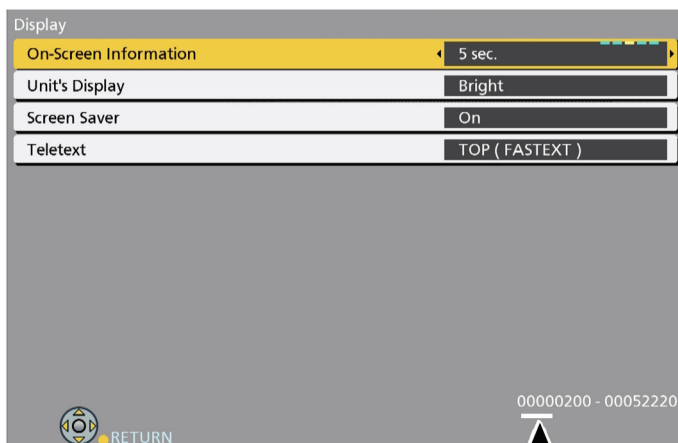 Display
On-Screen Information 5 sec.
Unit's Display Bright
Screen Saver On
Teletext TOP ( FASTEXT )
00000200 - 00052220
RETURN